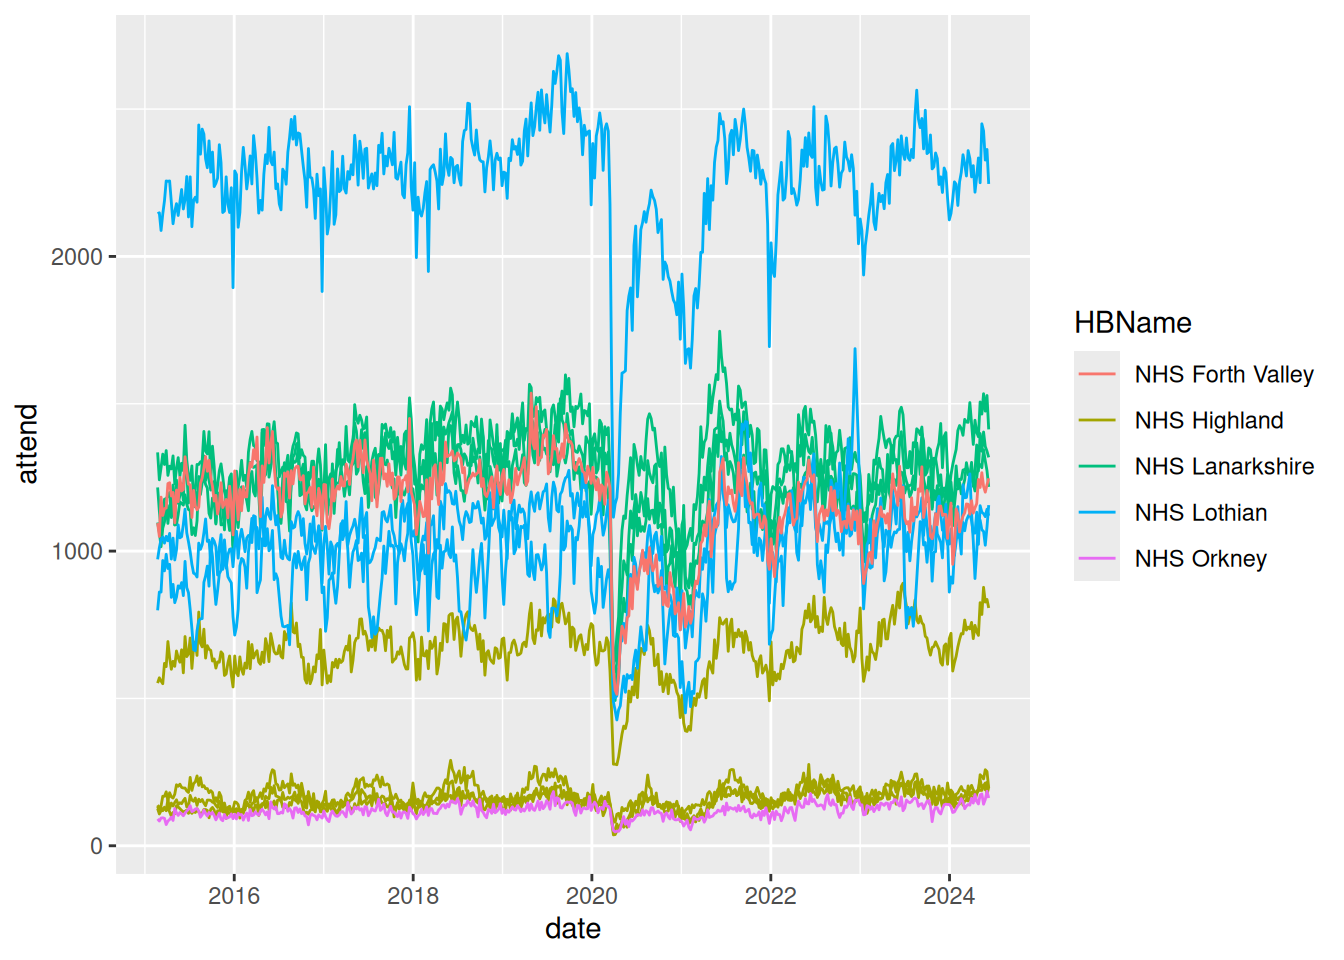 2000
1000
0
attend
2016 2018 2020 2022 2024
date
HBName
NHS Forth Valley
NHS Highland
NHS Lanarkshire
NHS Lothian
NHS Orkney